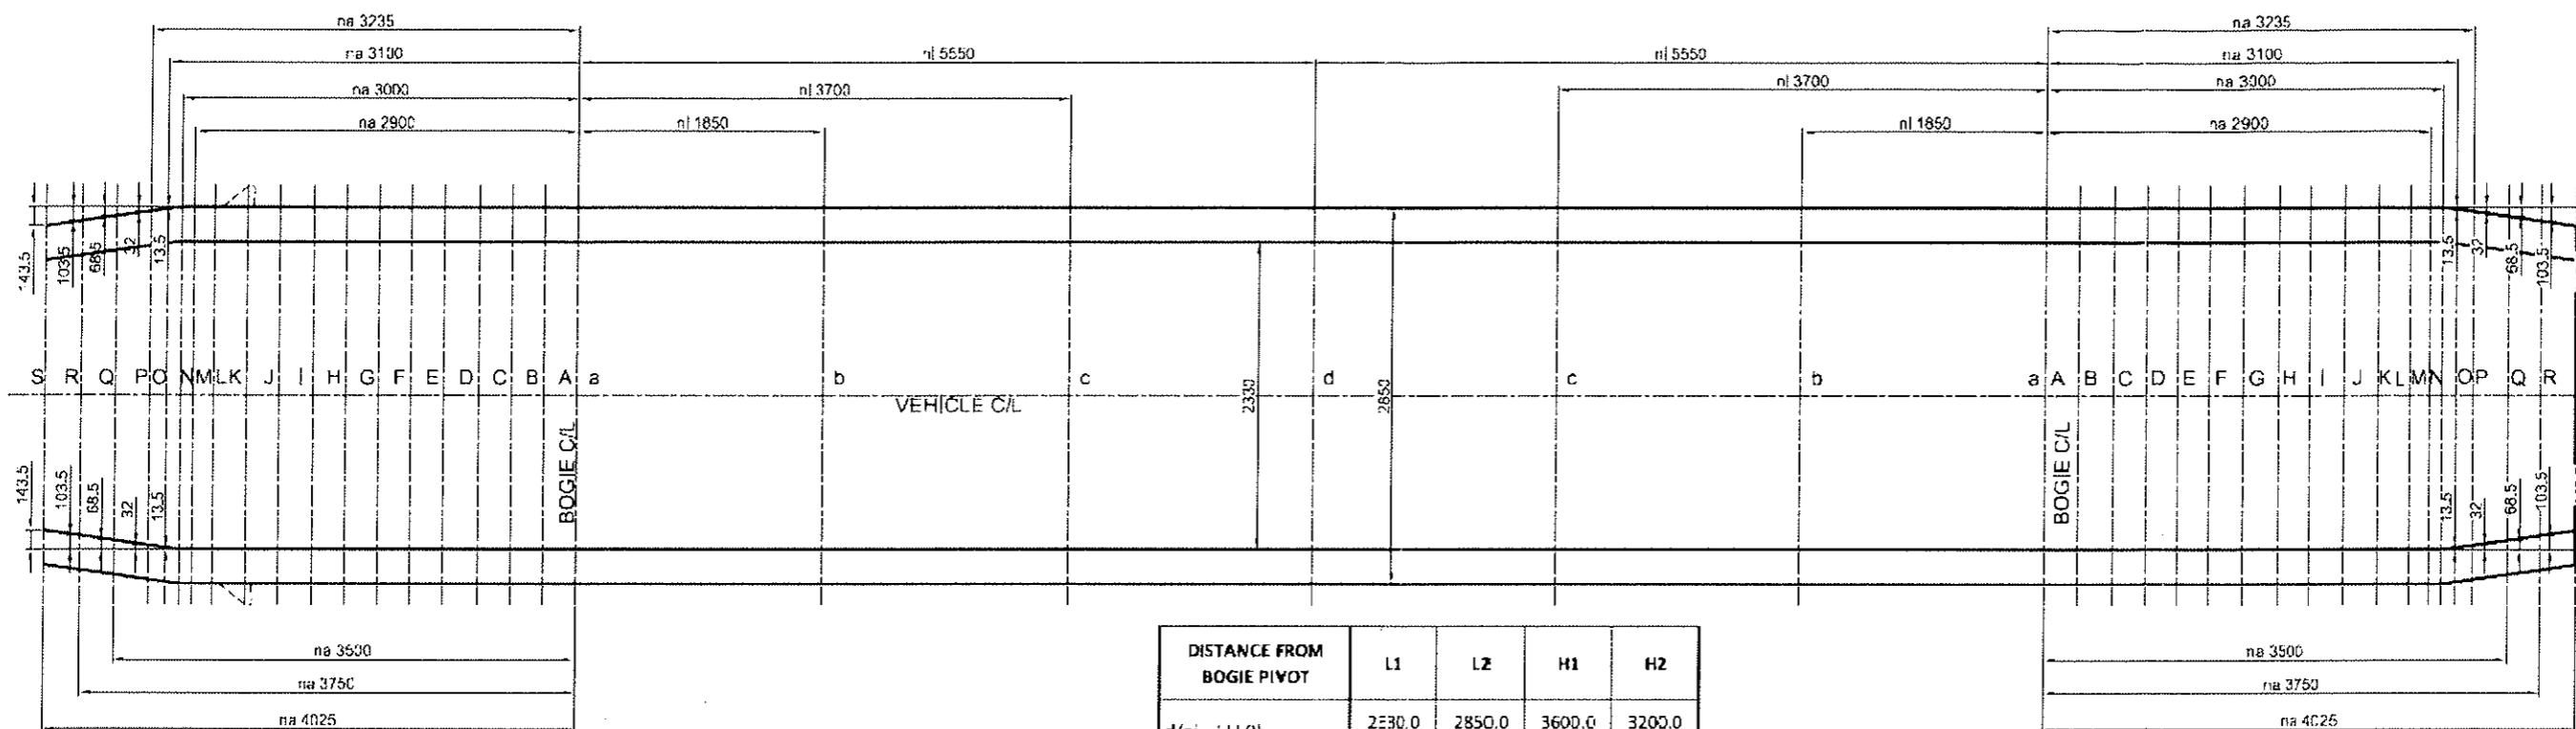 na 3235
na 3235
na 3100
nl 5550
nl 5550
na 3100
na 3000
nl 3700
nl 3700
na 3000
na 2900
nl 1850
nl 1850
na 2900
143.5
103.5
68.5
32
13.5
13.5
32
68.5
103.5
S R Q P O N M L K J I H G F E D C B A a b c d c b a A B C D E F G H I J K L M N O P Q R
VEHICLE C/L
2330
2850
BOGIE C/L
BOGIE C/L
143.5
103.5
68.5
32
13.5
13.5
32
68.5
103.5
na 3500
na 3500
na 3750
na 3750
na 4025
na 4025
DISTANCE FROM BOGIE PIVOT
L1
L2
H1
H2
2330.0
2850.0
3600.0
3200.0